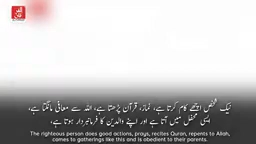 نیک شخص اچھے کام کرتا ہے، نماز، قرآن پڑھتا ہے، اللہ سے معافی مانگتا ہے،
ایسی محفل میں آتا ہے اور اپنے والدین کا فرمانبردار ہوتا ہے،
The righteous person does good actions, prays, recites Quran, repents to Allah,
comes to gatherings like this and is obedient to their parents.